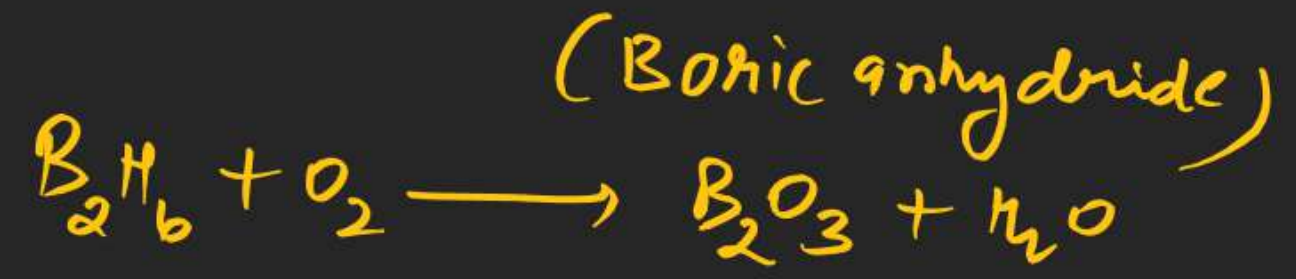 (Boric anhydride)
B₂H₆ + O₂ ⟶ B₂O₃ + H₂O